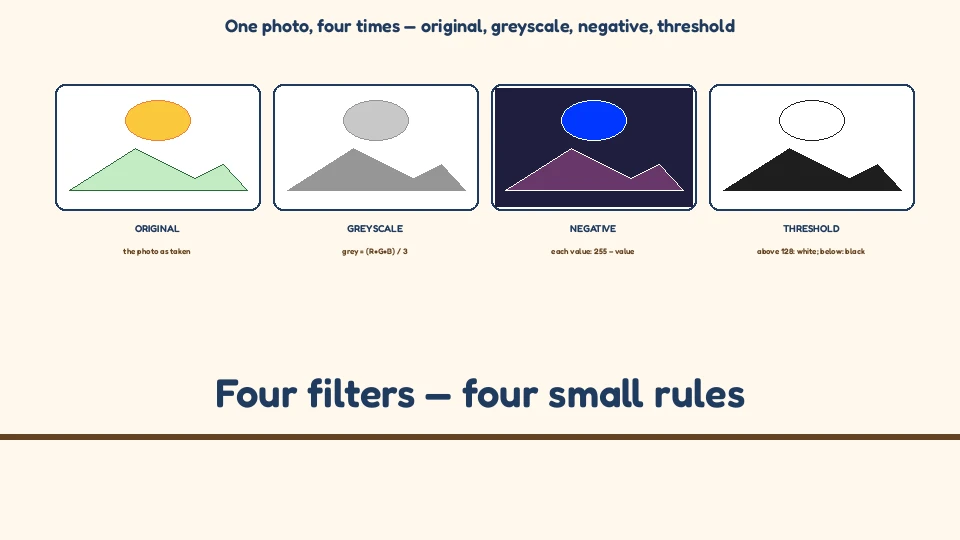 One photo, four times — original, greyscale, negative, threshold
ORIGINAL
the photo as taken
GREYSCALE
grey = (R+G+B) / 3
NEGATIVE
each value: 255 − value
THRESHOLD
above 128: white; below: black
Four filters — four small rules